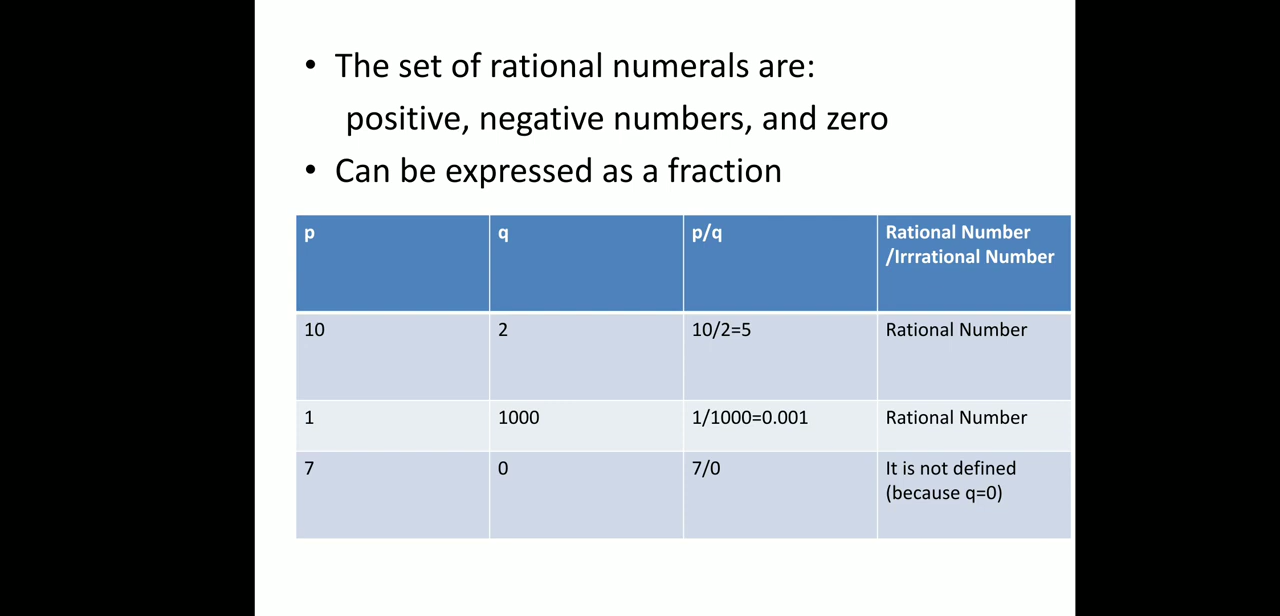 • The set of rational numerals are:
positive, negative numbers, and zero
• Can be expressed as a fraction
p q p/q Rational Number
/Irrrational Number
10 2 10/2=5 Rational Number
1 1000 1/1000=0.001 Rational Number
7 0 7/0 It is not defined
(because q=0)